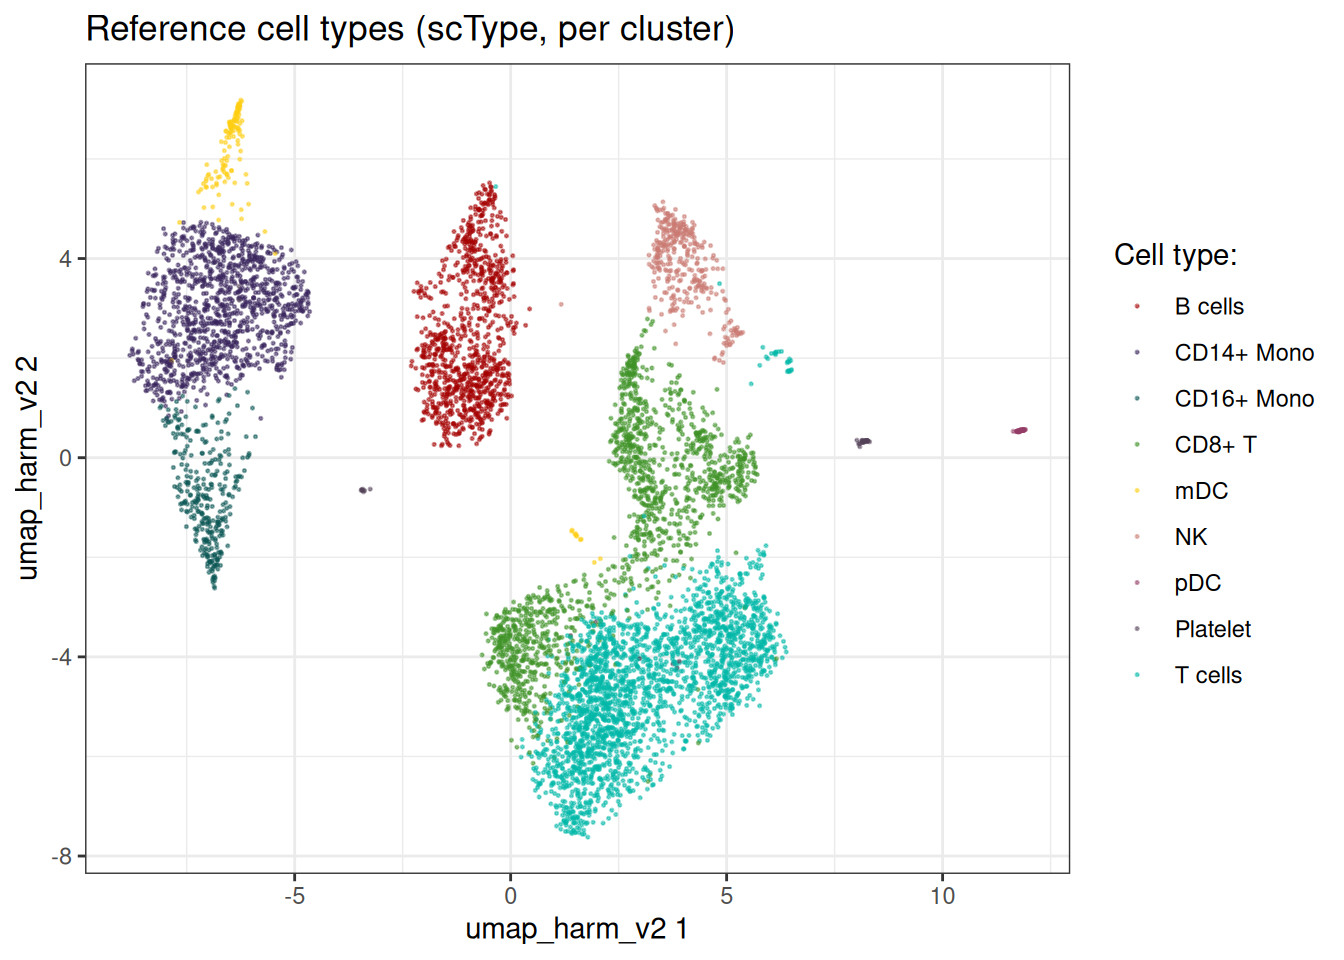 Reference cell types (scType, per cluster)
4
0
-4
-8
-5
0
5
10
umap_harm_v2 1
umap_harm_v2 2
Cell type:
B cells
CD14+ Mono
CD16+ Mono
CD8+ T
mDC
NK
pDC
Platelet
T cells